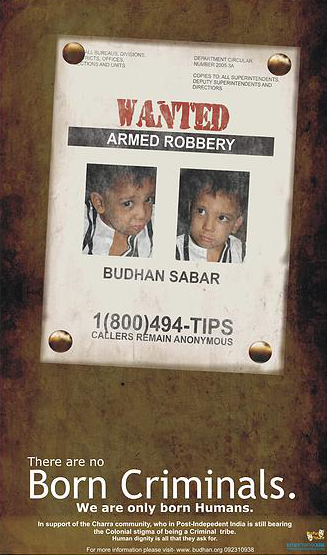 ALL BUREAUS, DIVISIONS,
RICTS, OFFICES,
TIONS AND UNITS
DEPARTMENT CIRCULAR
NUMBER 2005-3A
COPIES TO: ALL SUPERINTENDENTS,
DEPUTY SUPERINTENDENTS AND
DIRECTIORS
WANTED
ARMED ROBBERY
BUDHAN SABAR
1(800)494-TIPS
CALLERS REMAIN ANONYMOUS
There are no
Born Criminals.
We are only born Humans.
In support of the Charra community, who in Post-Indepedent India is still bearing
the Colonial stigma of being a Criminal tribe.
Human dignity is all that they ask for.
For more information please visit- www. budhan.org 092310938